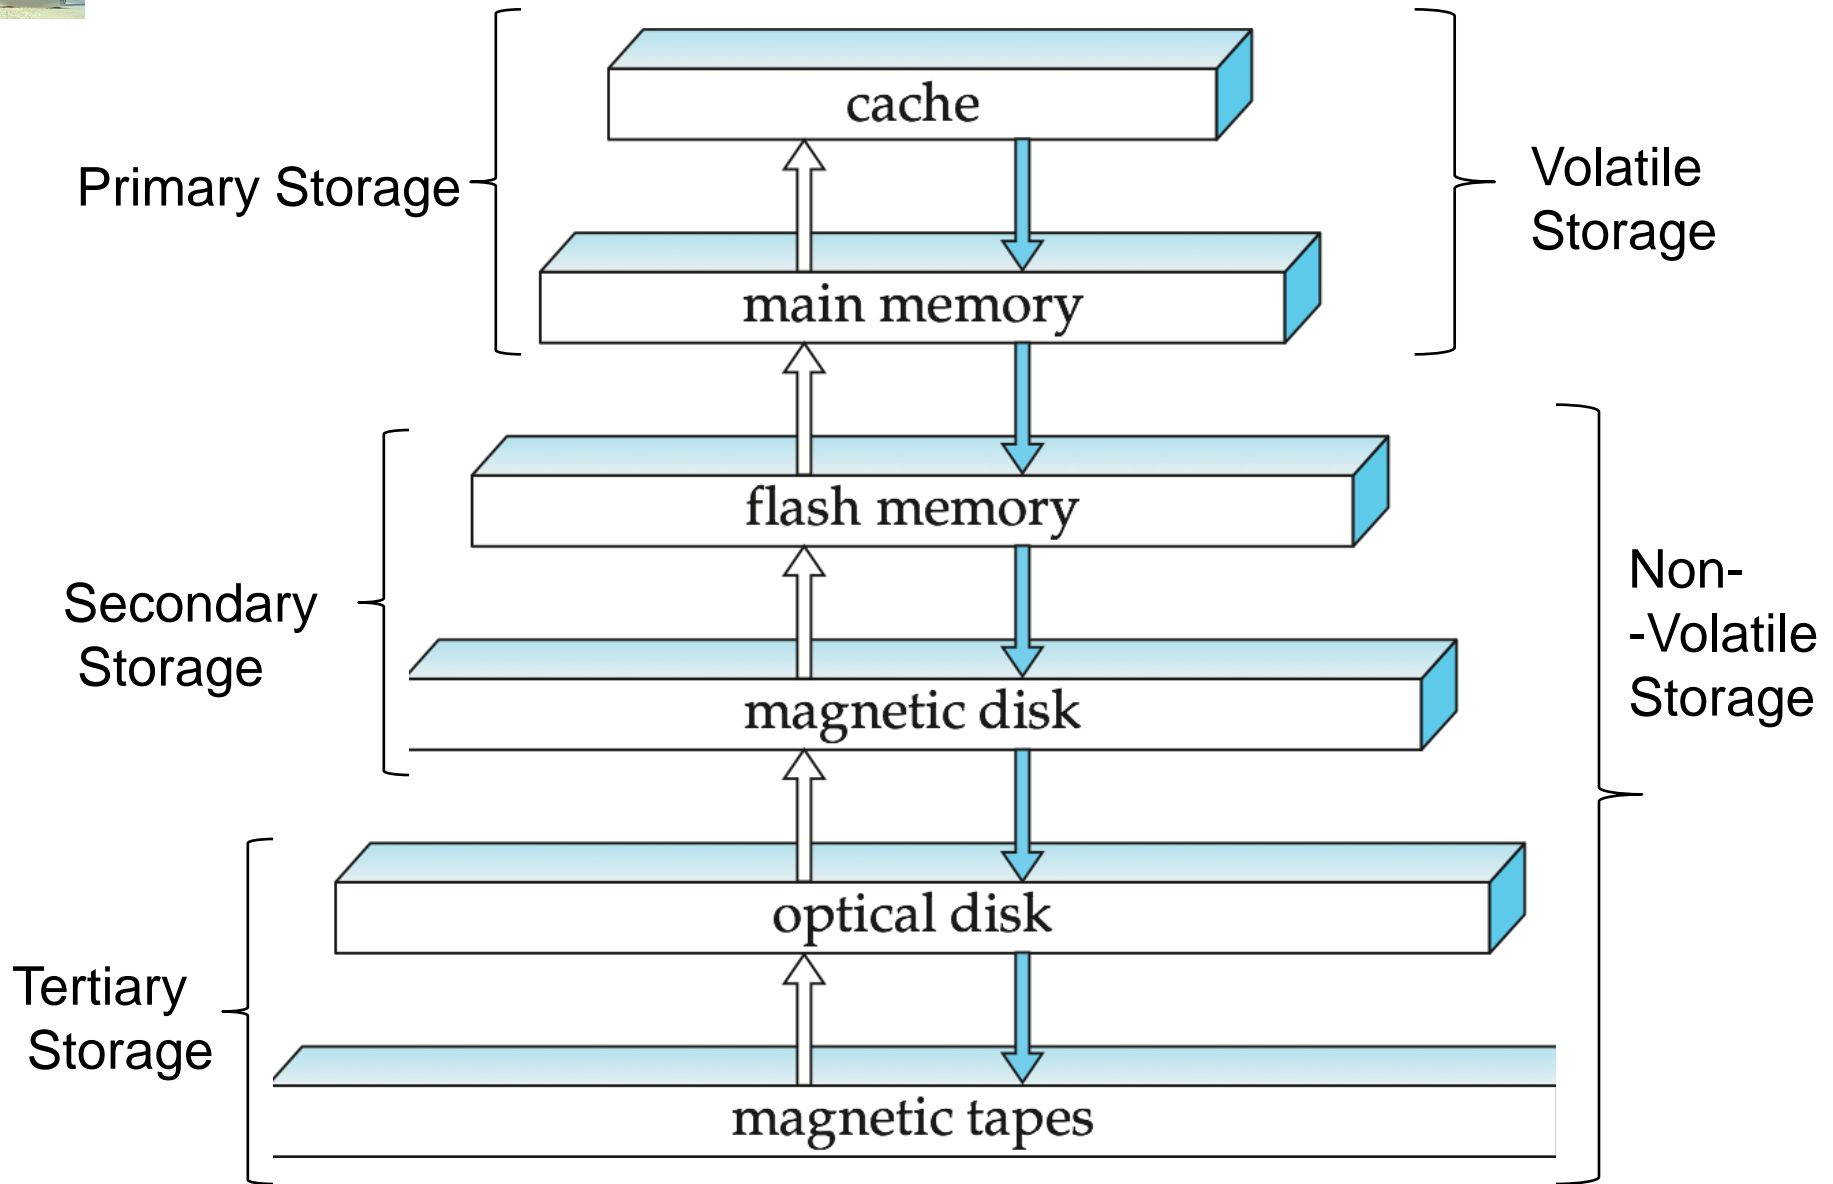 cache
Primary Storage
Volatile
Storage
main memory
flash memory
Secondary
Storage
Non-
-Volatile
Storage
magnetic disk
optical disk
Tertiary
Storage
magnetic tapes